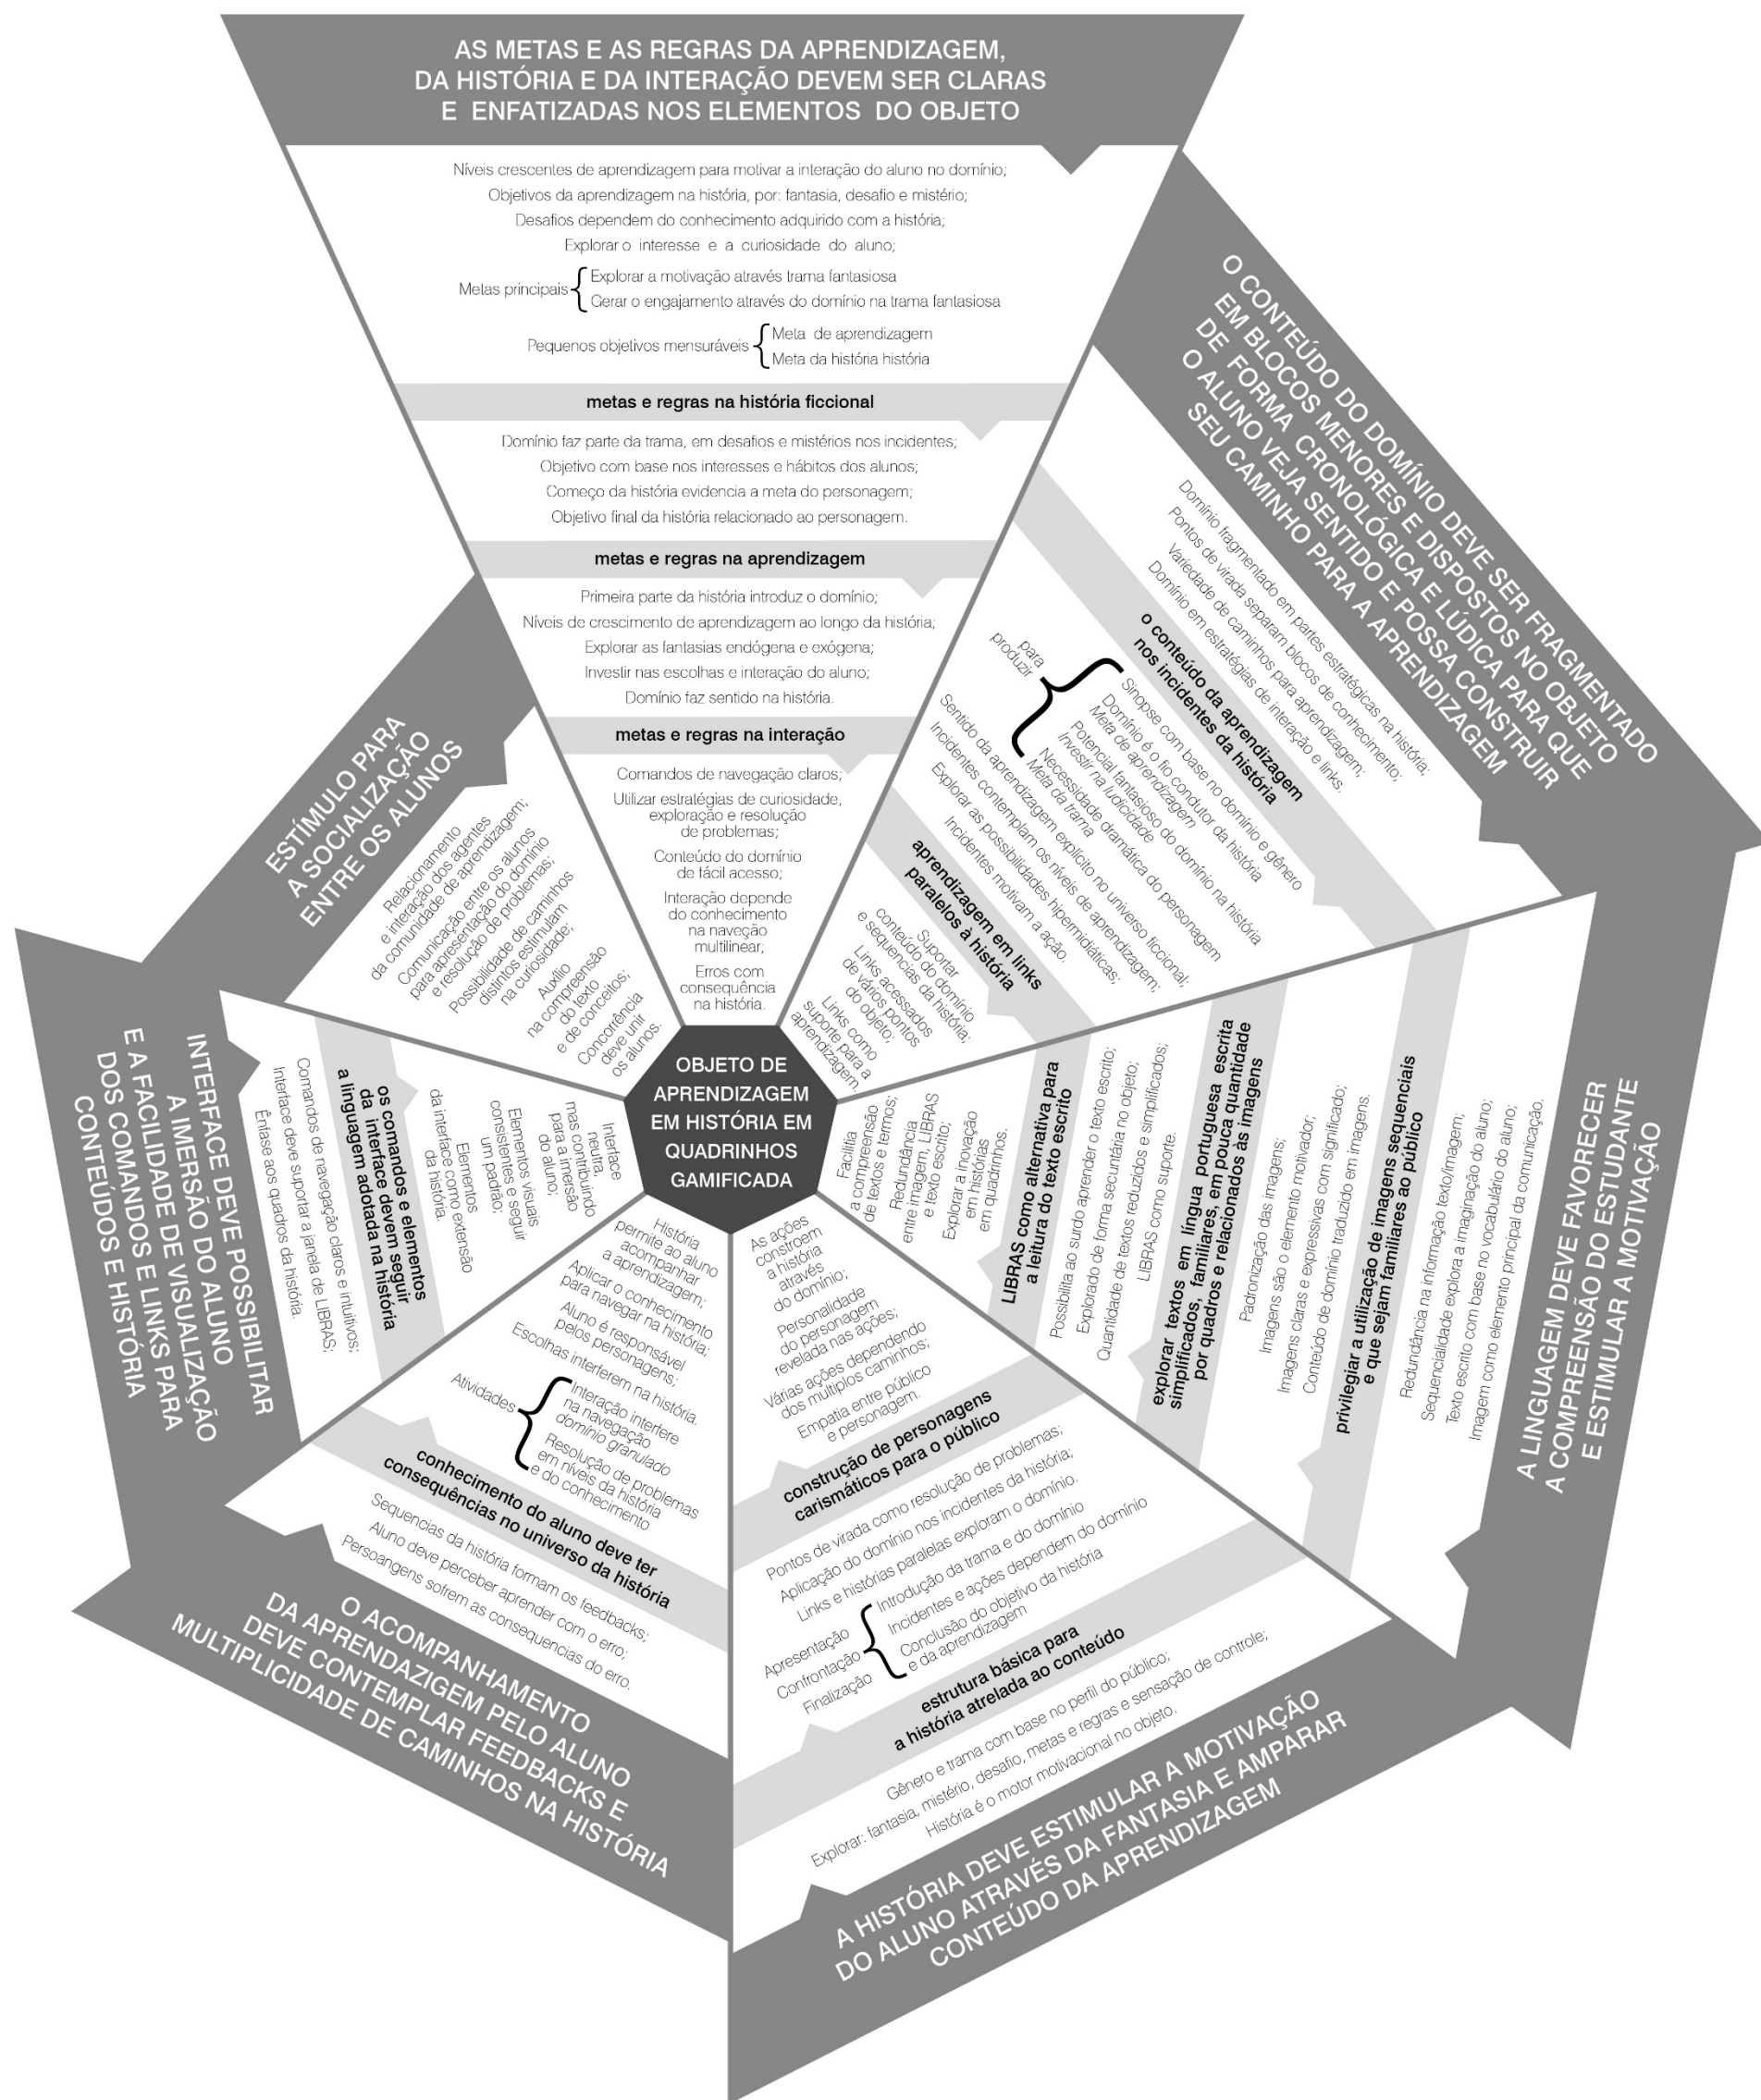 AS METAS E AS REGRAS DA APRENDIZAGEM,
DA HISTÓRIA E DA INTERAÇÃO DEVEM SER CLARAS
E ENFATIZADAS NOS ELEMENTOS DO OBJETO
Níveis crescentes de aprendizagem para motivar a interação do aluno no domínio;
Objetivos da aprendizagem na história, por: fantasia, desafio e mistério;
Desafios dependem do conhecimento adquirido com a história;
Explorar o interesse e a curiosidade do aluno;
Metas principais
Explorar a motivação através trama fantasiosa
Gerar o engajamento através do domínio na trama fantasiosa
Pequenos objetivos mensuráveis
Meta de aprendizagem
Meta da história história
metas e regras na história ficcional
Domínio faz parte da trama, em desafios e mistérios nos incidentes;
Objetivo com base nos interesses e hábitos dos alunos;
Começo da história evidencia a meta do personagem;
Objetivo final da história relacionado ao personagem.
metas e regras na aprendizagem
Primeira parte da história introduz o domínio;
Níveis de crescimento de aprendizagem ao longo da história;
Explorar as fantasias endógena e exógena;
Investir nas escolhas e interação do aluno;
Domínio faz sentido na história.
metas e regras na interação
Comandos de navegação claros;
Utilizar estratégias de curiosidade,
exploração e resolução
de problemas;
Conteúdo do domínio
de fácil acesso;
Interação depende
do conhecimento
na naveção
multilinear;
Erros com
consequência
na história.
O CONTEÚDO DO DOMÍNIO DEVE SER FRAGMENTADO
EM BLOCOS MENORES E DISPOSTOS NO OBJETO
DE FORMA CRONOLÓGICA E LÚDICA PARA QUE
O ALUNO VEJA SENTIDO E POSSA CONSTRUIR
SEU CAMINHO PARA A APRENDIZAGEM
Domínio fragmentado em partes estratégicas na história;
Pontos de virada separam blocos de conhecimento;
Variedade de caminhos para aprendizagem;
Domínio em estratégias de interação e links.
o conteúdo da aprendizagem
nos incidentes da história
para
produzir
Sinopse com base no domínio e gênero
Domínio é o fio condutor da história
Meta de aprendizagem
Potencial fantasioso do domínio na história
Investir na ludicidade
Necessidade dramática do personagem
Meta da trama
Sentido da aprendizagem explícito no universo ficcional;
Incidentes contemplam os níveis de aprendizagem;
Explorar as possibilidades hipermidiáticas;
Incidentes motivam a ação.
aprendizagem em links
paralelos à história
Suportar
conteúdo do domínio
e sequencias da história;
Links acessados
de vários pontos
do objeto;
Links como
suporte para a
aprendizagem.
A LINGUAGEM DEVE FAVORECER
A COMPREENSÃO DO ESTUDANTE
E ESTIMULAR A MOTIVAÇÃO
Redundância na informação texto/imagem;
Sequencialidade explora a imaginação do aluno;
Texto escrito com base no vocabulário do aluno;
Imagem como elemento principal da comunicação.
privilegiar a utilização de imagens sequenciais
e que sejam familiares ao público
Padronização das imagens;
Imagens são o elemento motivador;
Imagens claras e expressivas com significado;
Conteúdo de domínio traduzido em imagens.
explorar textos em língua portuguesa escrita
simplificados, familiares, em pouca quantidade
por quadros e relacionados às imagens
Possibilita ao surdo aprender o texto escrito;
Explorado de forma secuntáia no objeto;
Quantidade de textos reduzidos e simplificados;
LIBRAS como suporte.
LIBRAS como alternativa para
a leitura do texto escrito
Facilitia
a compreensão
de textos e termos;
Redundância
entre imagem, LIBRAS
e texto escrito;
Explorar a inovação
em histórias
em quadrinhos.
A HISTÓRIA DEVE ESTIMULAR A MOTIVAÇÃO
DO ALUNO ATRAVÉS DA FANTASIA E AMPARAR
CONTEÚDO DA APRENDIZAGEM
Gênero e trama com base no perfil do público;
Explorar: fantasia, mistério, desafio, metas e regras e sensação de controle;
História é o motor motivacional no objeto.
estrutura básica para
a história atrelada ao conteúdo
Pontos de virada como resolução de problemas;
Aplicação do domínio nos incidentes da história;
Links e histórias paralelas exploram o domínio.
Apresentação
Confrontação
Finalização
Introdução da trama e do domínio
Incidentes e ações dependem do domínio
Conclusão do objetivo da história
e da aprendizagem
construção de personagens
carismáticos para o público
As ações
constroem
a história
através
do domínio;
Personalidade
do personagem
revelada nas ações;
Várias ações dependendo
dos multiplos caminhos;
Empatia entre público
e personagem.
O ACOMPANHAMENTO
DA APRENDAZIGEM PELO ALUNO
DEVE CONTEMPLAR FEEDBACKS E
MULTIPLICIDADE DE CAMINHOS NA HISTÓRIA
Sequencias da história formam os feedbacks;
Aluno deve perceber aprender com o erro;
Persoangens sofrem as consequencias do erro.
conhecimento do aluno deve ter
consequências no universo da história
História
permite ao aluno
acompanhar
a aprendizagem;
Aplicar o conhecimento
para navegar na história;
Aluno é responsável
pelos personagens;
Escolhas interferem na história.
Atividades
Interação interfere
na navegação
domínio granulado
Resolução de problemas
em níveis da história
e do conhecimento
INTERFACE DEVE POSSIBILITAR
A IMERSÃO DO ALUNO
E A FACILIDADE DE VISUALIZAÇÃO
DOS COMANDOS E LINKS PARA
CONTEÚDOS E HISTÓRIA
Comandos de navegação claros e intuitivos;
Interface deve suportar a janela de LIBRAS;
Ênfase aos quadros da história.
os comandos e elementos
da interface devem seguir
a linguagem adotada na história
Interface
neutra,
mas contribuindo
para a imersão
do aluno;
Elementos visuais
consistentes e seguir
um padrão;
Elementos
da interface como extensão
da história.
ESTÍMULO PARA
A SOCIALIZAÇÃO
ENTRE OS ALUNOS
Relacionamento
e interação dos agentes
da comunidade de aprendizagem;
Comunicação entre os alunos
para apresentação do domínio
e resolução de problemas;
Possibilidade de caminhos
distintos estimulam
na curiosidade;
Auxílio
na compreensão
do texto
e de conceitos;
Concorrência
deve unir
os alunos.
OBJETO DE
APRENDIZAGEM
EM HISTÓRIA EM
QUADRINHOS
GAMIFICADA